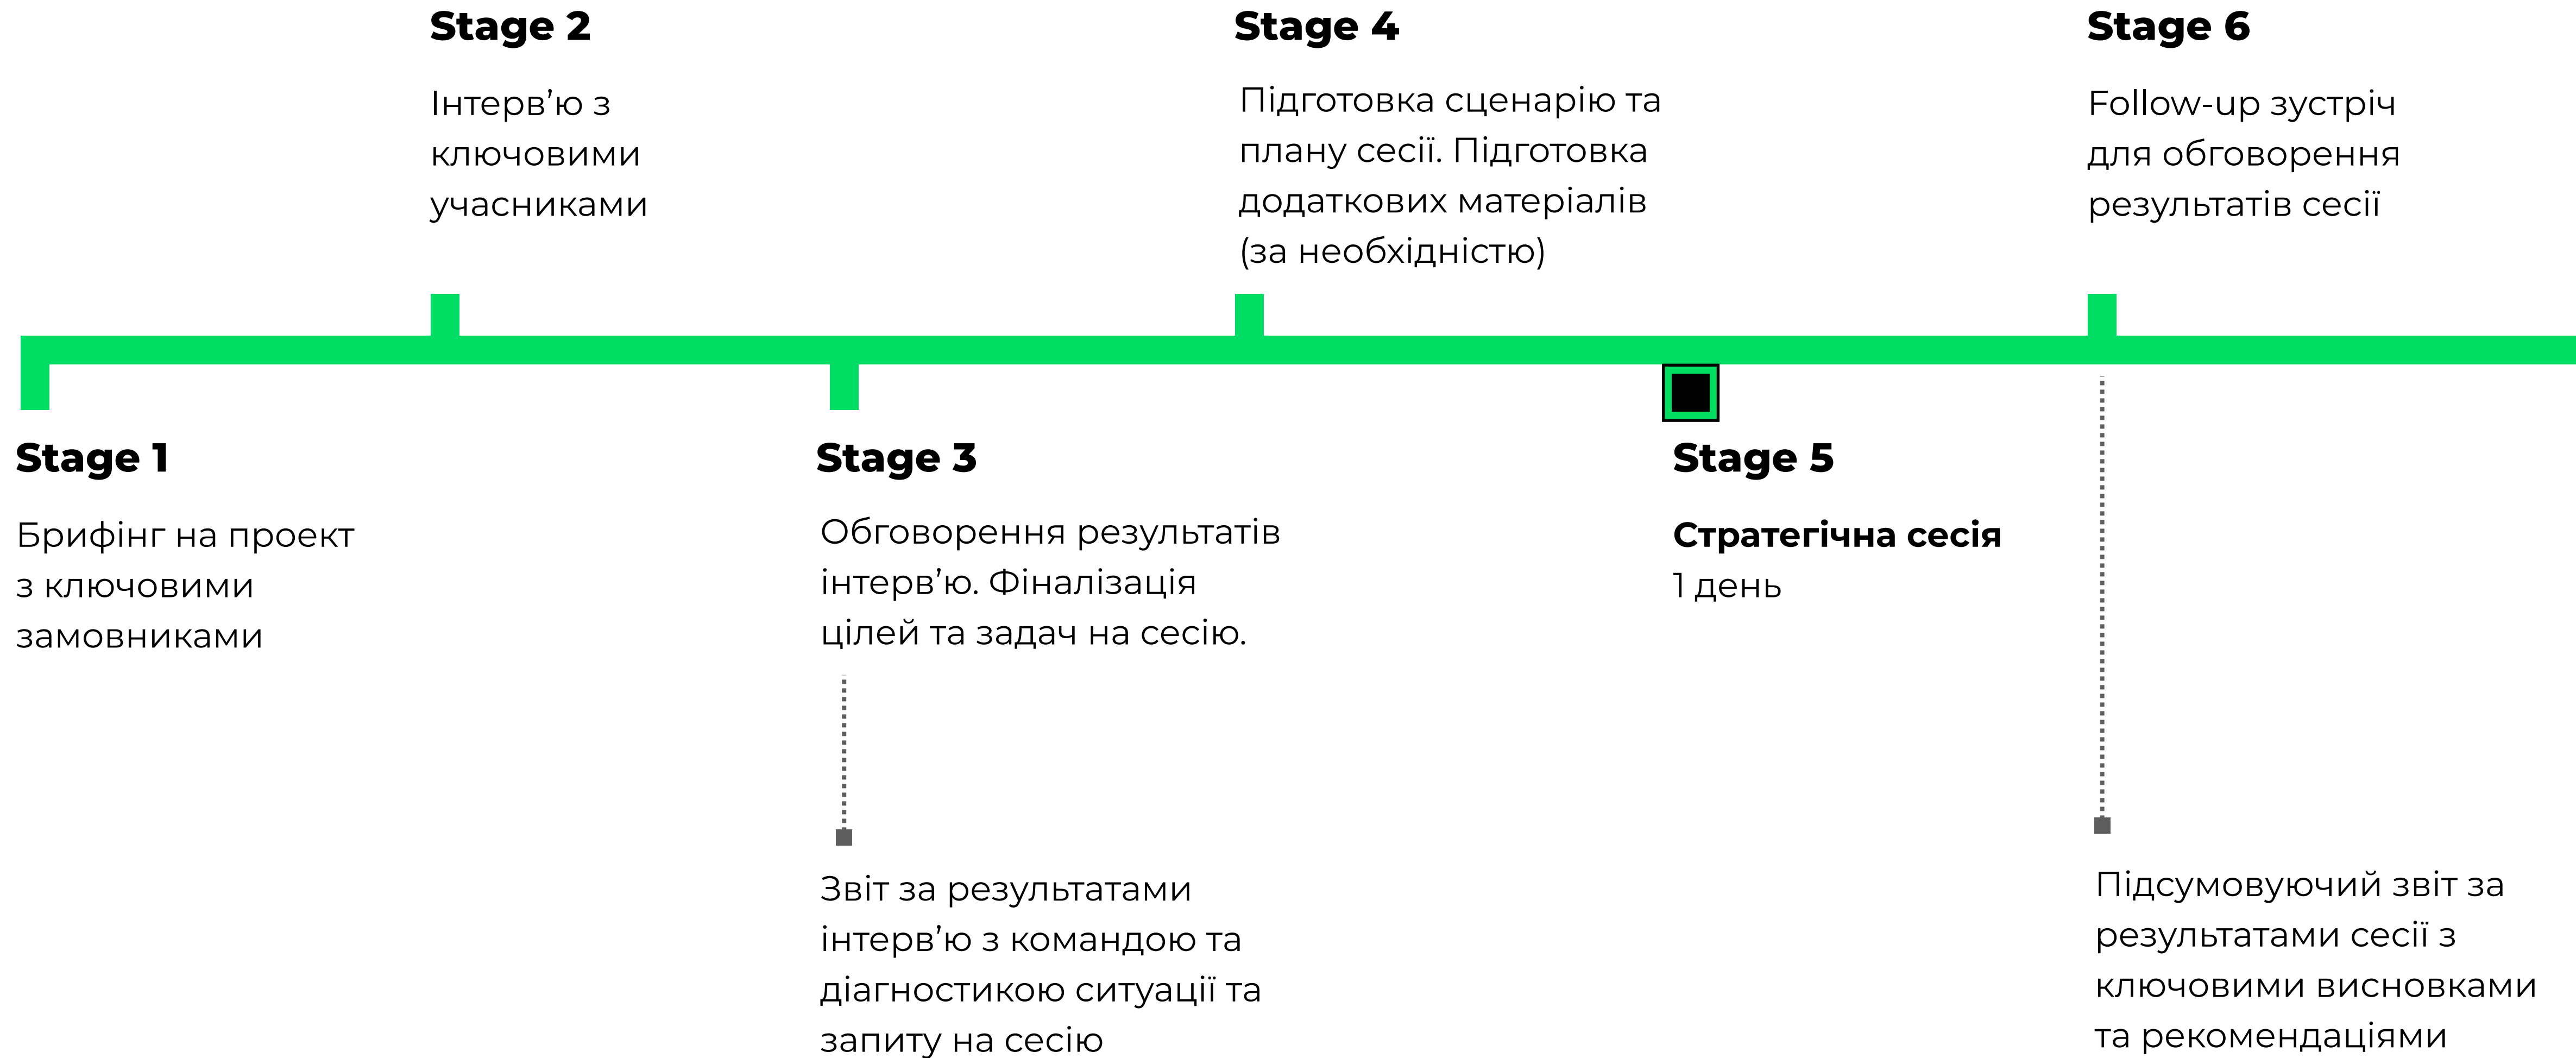 Stage 2
Інтерв’ю з
ключовими
учасниками
Stage 4
Підготовка сценарію та
плану сесії. Підготовка
додаткових матеріалів
(за необхідністю)
Stage 6
Follow-up зустріч
для обговорення
результатів сесії
Stage 1
Брифінг на проект
з ключовими
замовниками
Stage 3
Обговорення результатів
інтерв’ю. Фіналізація
цілей та задач на сесію.
Звіт за результатами
інтерв’ю з командою та
діагностикою ситуації та
запиту на сесію
Stage 5
Стратегічна сесія
1 день
Підсумовуючий звіт за
результатами сесії з
ключовими висновками
та рекомендаціями